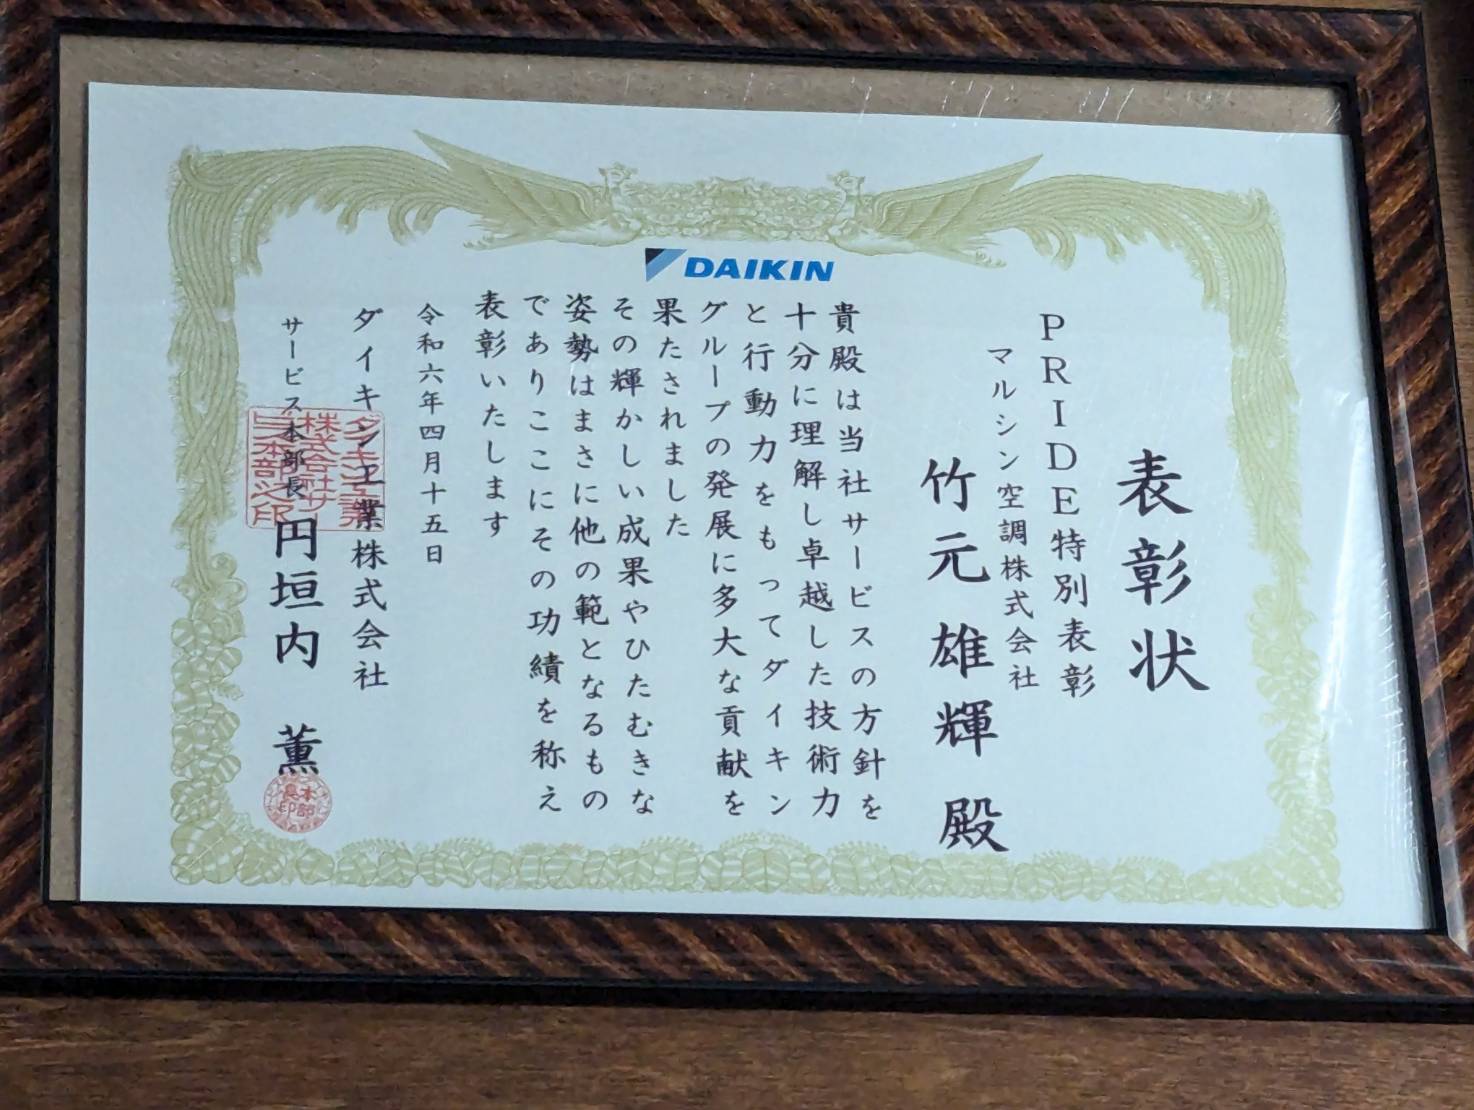 DAIKIN
表彰状
PRIDE特別表彰
マルシン空調株式会社
竹元雄輝殿
貴殿は当社サービスの方針を
十分に理解し卓越した技術力
と行動力をもってダイキン
グループの発展に多大な貢献を
果たされました
その輝かしい成果やひたむきな
姿勢はまさに他の範となるもの
でありここにその功績を称え
表彰いたします
令和六年四月十五日
ダイキン工業株式会社
サービス本部長 円垣内 薫